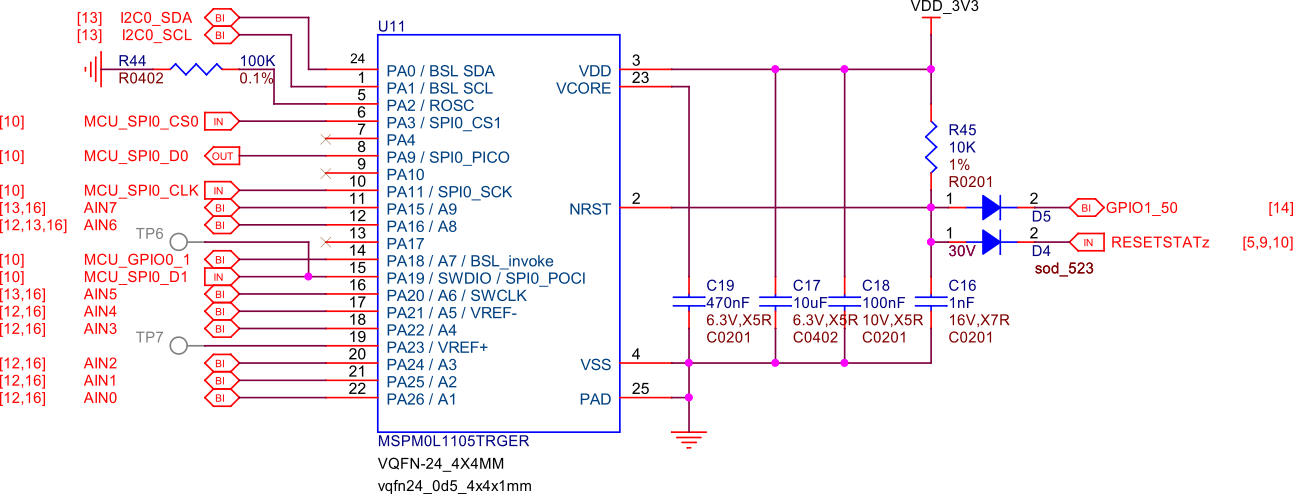 VDD_3V3
[13] I2C0_SDA BI
[13] I2C0_SCL BI
U11
R44 100K
R0402 0.1%
24 PA0 / BSL SDA
1 PA1 / BSL SCL
5 PA2 / ROSC
[10] MCU_SPI0_CS0 IN 6 PA3 / SPI0_CS1
7 PA4
[10] MCU_SPI0_D0 OUT 8 PA9 / SPI0_PICO
9 PA10
[10] MCU_SPI0_CLK IN 10 PA11 / SPI0_SCK
[13,16] AIN7 BI 11 PA15 / A9
[12,13,16] AIN6 BI 12 PA16 / A8
TP6
13 PA17
[10] MCU_GPIO0_1 BI 14 PA18 / A7 / BSL_invoke
[10] MCU_SPI0_D1 IN 15 PA19 / SWDIO / SPI0_POCI
[13,16] AIN5 BI 16 PA20 / A6 / SWCLK
[12,16] AIN4 BI 17 PA21 / A5 / VREF-
[12,16] AIN3 BI 18 PA22 / A4
TP7
19 PA23 / VREF+
[12,16] AIN2 BI 20 PA24 / A3
[12,16] AIN1 BI 21 PA25 / A2
[12,16] AIN0 BI 22 PA26 / A1
VDD 3
VCORE 23
NRST 2
VSS 4
PAD 25
R45
10K
1%
R0201
1 2 BI GPIO1_50 [14]
D5
1 2 IN RESETSTATz [5,9,10]
30V D4
sod_523
C19
470nF
6.3V,X5R
C0201
C17
10uF
6.3V,X5R
C0402
C18
100nF
10V,X5R
C0201
C16
1nF
16V,X7R
C0201
MSPM0L1105TRGER
VQFN-24_4X4MM
vqfn24_0d5_4x4x1mm